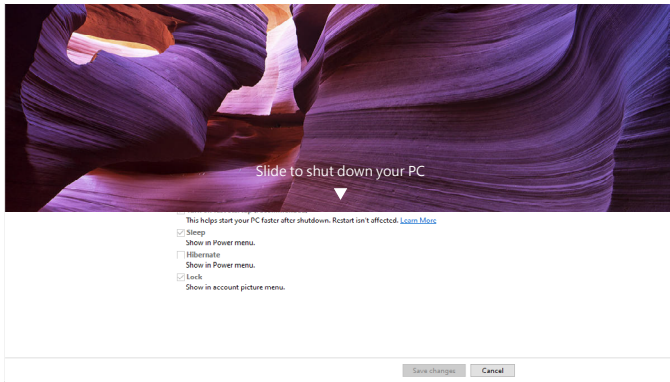 Slide to shut down your PC
This helps start your PC faster after shutdown. Restart isn't affected. Learn More
Sleep
Show in Power menu.
Hibernate
Show in Power menu.
Lock
Show in account picture menu.
Save changes Cancel